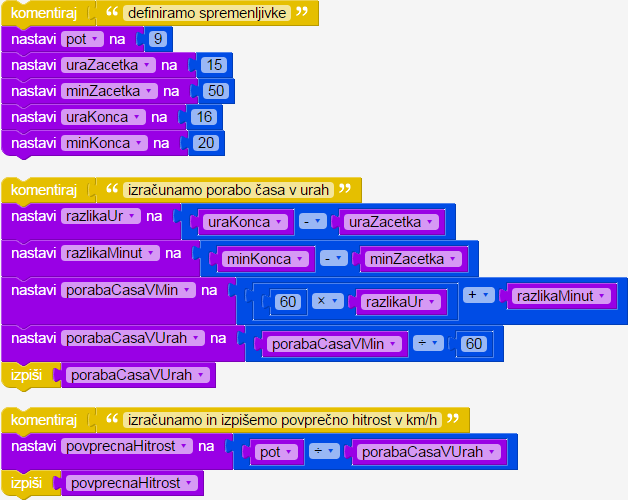 komentiraj “ definiramo spremenljivke ”
nastavi pot ▾ na 9
nastavi uraZacetka ▾ na 15
nastavi minZacetka ▾ na 50
nastavi uraKonca ▾ na 16
nastavi minKonca ▾ na 20
komentiraj “ izračunamo porabo časa v urah ”
nastavi razlikaUr ▾ na uraKonca ▾ - ▾ uraZacetka ▾
nastavi razlikaMinut ▾ na minKonca ▾ - ▾ minZacetka ▾
nastavi porabaCasaVMin ▾ na 60 × ▾ razlikaUr ▾ + ▾ razlikaMinut ▾
nastavi porabaCasaVUrah ▾ na porabaCasaVMin ▾ ÷ ▾ 60
izpiši porabaCasaVUrah ▾
komentiraj “ izračunamo in izpišemo povprečno hitrost v km/h ”
nastavi povprecnaHitrost ▾ na pot ▾ ÷ ▾ porabaCasaVUrah ▾
izpiši povprecnaHitrost ▾